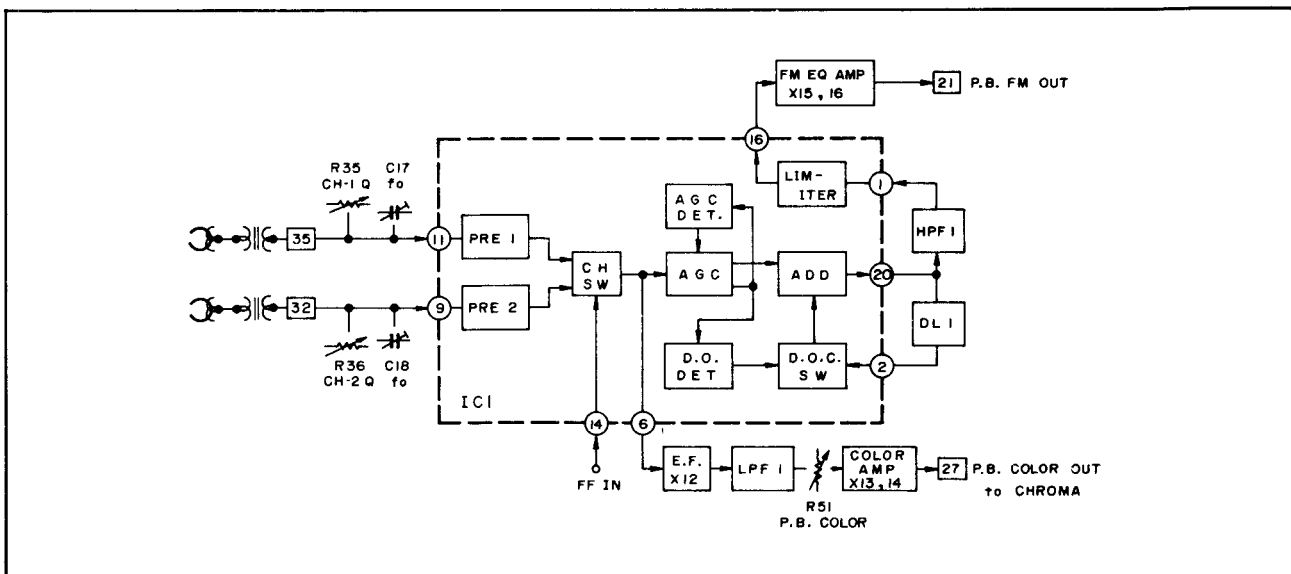 FM EQ AMP
X15, 16
21 P.B. FM OUT
16
R35
CH-1 Q
C17
fo
LIM-
ITER
1
AGC
DET.
HPF 1
35
11
PRE 1
CH
SW
AGC
ADD
20
32
9
PRE 2
DL 1
R36
CH-2 Q
C18
fo
D.O.
DET
D.O.C.
SW
2
IC1
14
6
FF IN
E.F.
X12
LPF 1
COLOR
AMP
X13, 14
27 P.B. COLOR OUT
to CHROMA
R51
P.B. COLOR